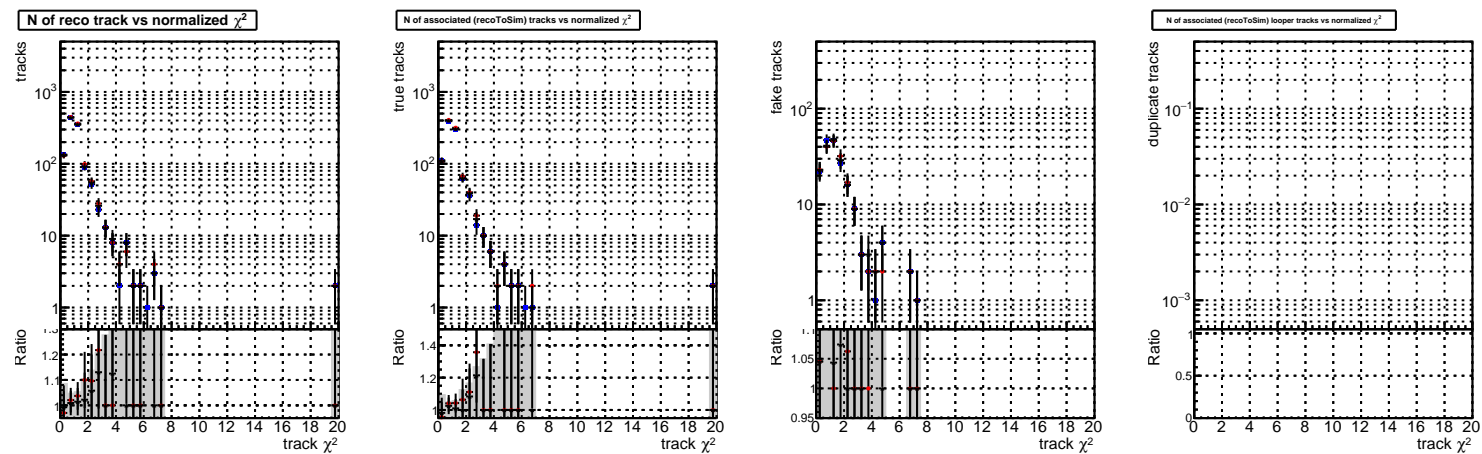 N of reco track vs normalized χ²
tracks
10³
10²
10
1
Ratio
1.3
1.2
1.1
1
0 2 4 6 8 10 12 14 16 18 20
track χ²
N of associated (recoToSim) tracks vs normalized χ²
true tracks
10³
10²
10
1
Ratio
1.4
1.2
1
0 2 4 6 8 10 12 14 16 18 20
track χ²
fake tracks
10²
10
1
Ratio
1.1
1.05
1
0.95
0 2 4 6 8 10 12 14 16 18 20
track χ²
N of associated (recoToSim) looper tracks vs normalized χ²
duplicate tracks
10⁻¹
10⁻²
10⁻³
Ratio
1
0.5
0
0 2 4 6 8 10 12 14 16 18 20
track χ²